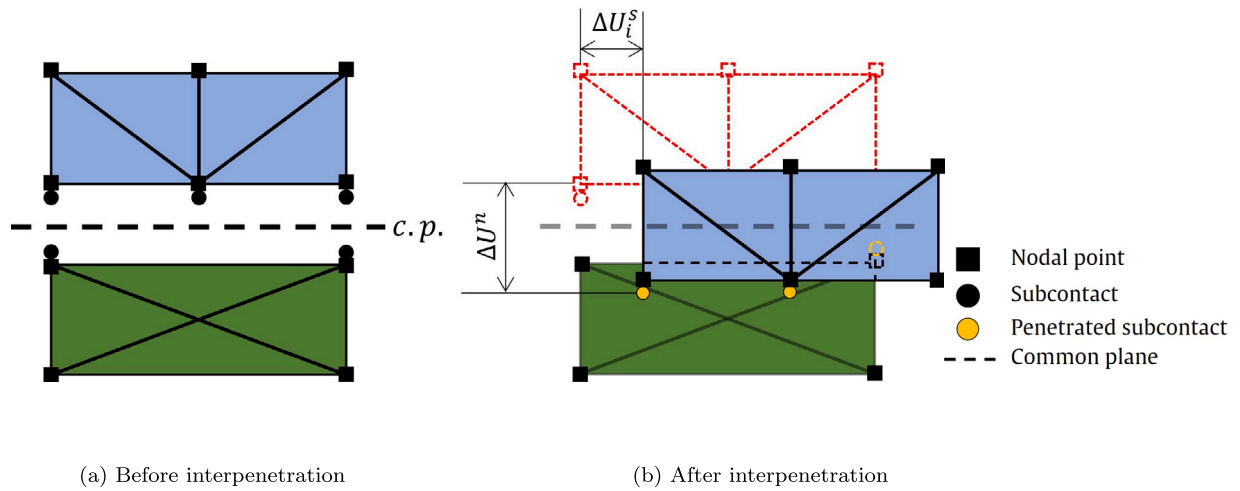 ΔU_i^s
c.p.
ΔU^n
Nodal point
Subcontact
Penetrated subcontact
Common plane
(a) Before interpenetration
(b) After interpenetration